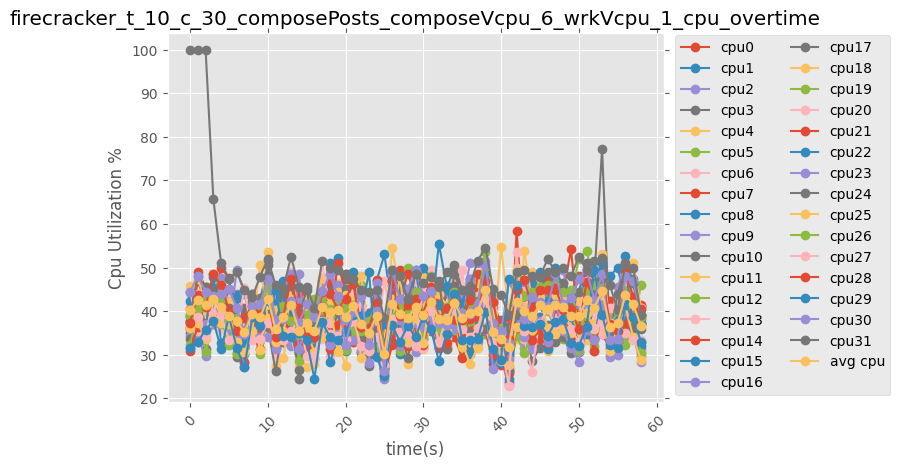 firecracker_t_10_c_30_composePosts_composeVcpu_6_wrkVcpu_1_cpu_overtime
Cpu Utilization %
100
90
80
70
60
50
40
30
20
0
10
20
30
40
50
60
time(s)
cpu0
cpu1
cpu2
cpu3
cpu4
cpu5
cpu6
cpu7
cpu8
cpu9
cpu10
cpu11
cpu12
cpu13
cpu14
cpu15
cpu16
cpu17
cpu18
cpu19
cpu20
cpu21
cpu22
cpu23
cpu24
cpu25
cpu26
cpu27
cpu28
cpu29
cpu30
cpu31
avg cpu